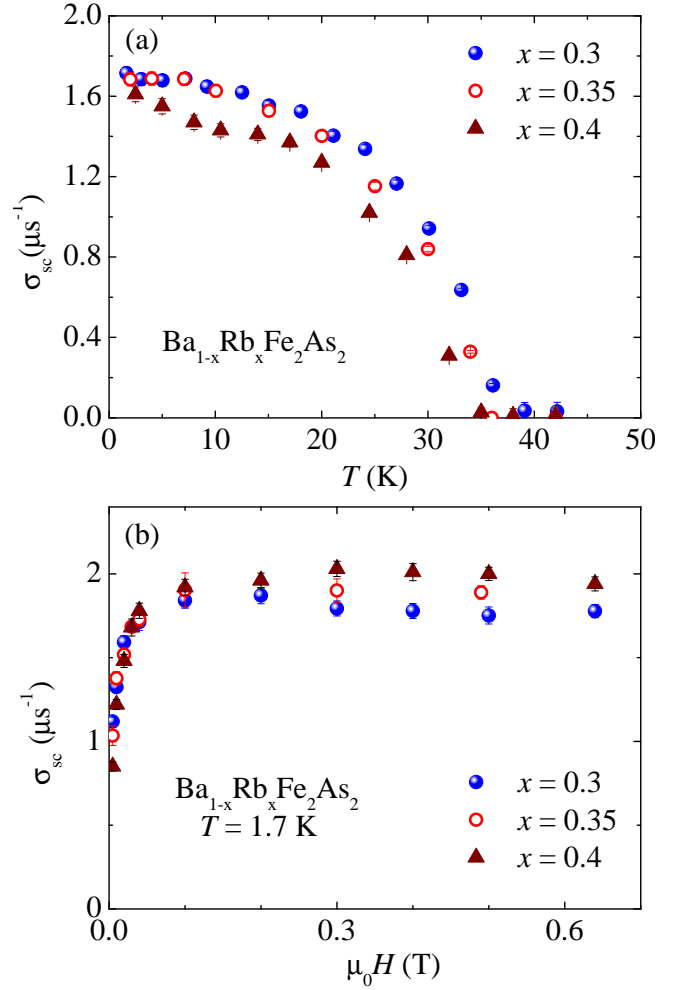 (a)
x = 0.3
x = 0.35
x = 0.4
2.0
1.6
1.2
0.8
0.4
0.0
σsc(μs⁻¹)
Ba1-xRbxFe2As2
0 10 20 30 40 50
T (K)
(b)
2
1
0
σsc (μs⁻¹)
Ba1-xRbxFe2As2
T = 1.7 K
x = 0.3
x = 0.35
x = 0.4
0.0 0.3 0.6
μ0H (T)